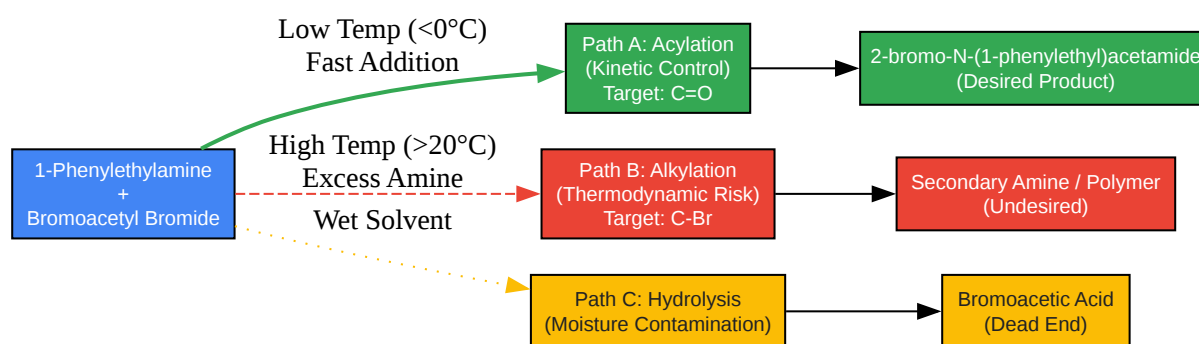 Low Temp (<0°C)
Fast Addition
Path A: Acylation
(Kinetic Control)
Target: C=O
2-bromo-N-(1-phenylethyl)acetamide
(Desired Product)
1-Phenylethylamine
+
Bromoacetyl Bromide
High Temp (>20°C)
Excess Amine
Path B: Alkylation
(Thermodynamic Risk)
Target: C-Br
Secondary Amine / Polymer
(Undesired)
Wet Solvent
Path C: Hydrolysis
(Moisture Contamination)
Bromoacetic Acid
(Dead End)